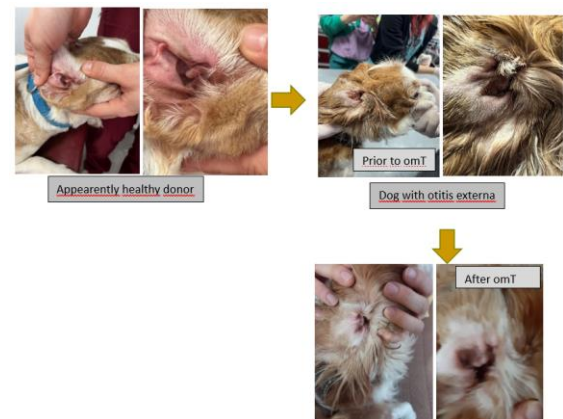 Prior to omT
Appearently healthy donor
Dog with otitis externa
After omT